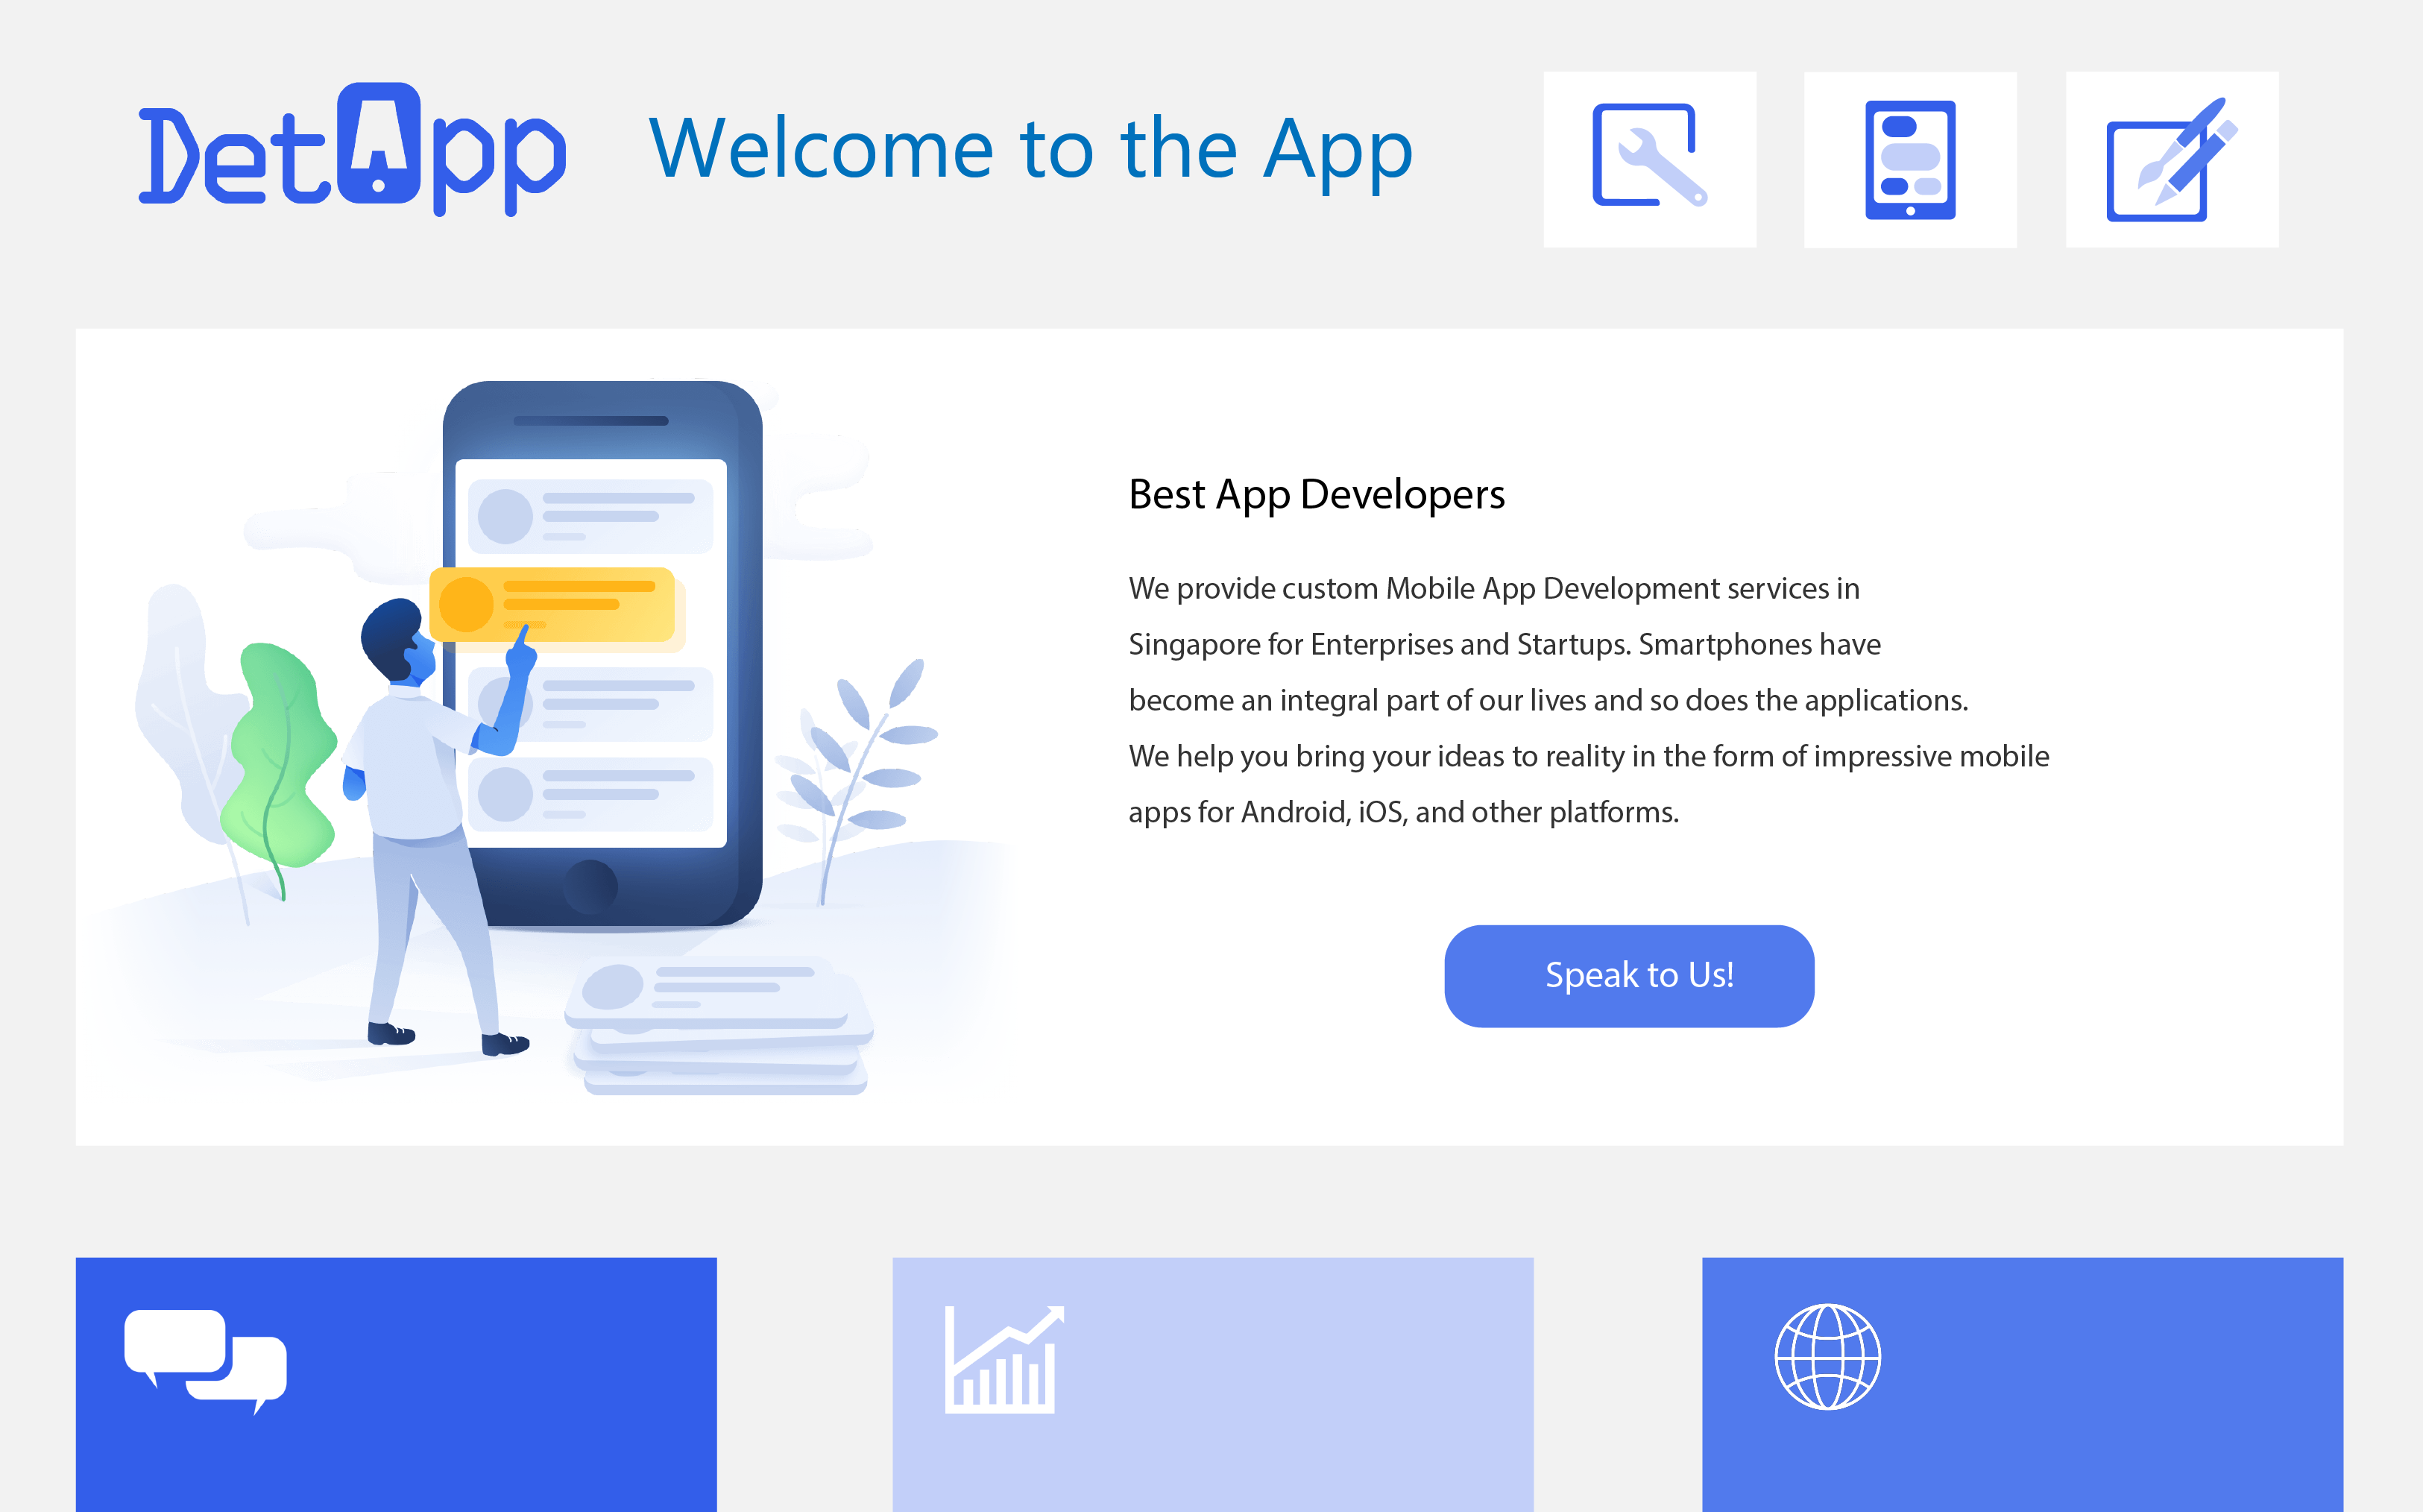 DetApp
Welcome to the App
Best App Developers
We provide custom Mobile App Development services in
Singapore for Enterprises and Startups. Smartphones have
become an integral part of our lives and so does the applications.
We help you bring your ideas to reality in the form of impressive mobile
apps for Android, iOS, and other platforms.
Speak to Us!